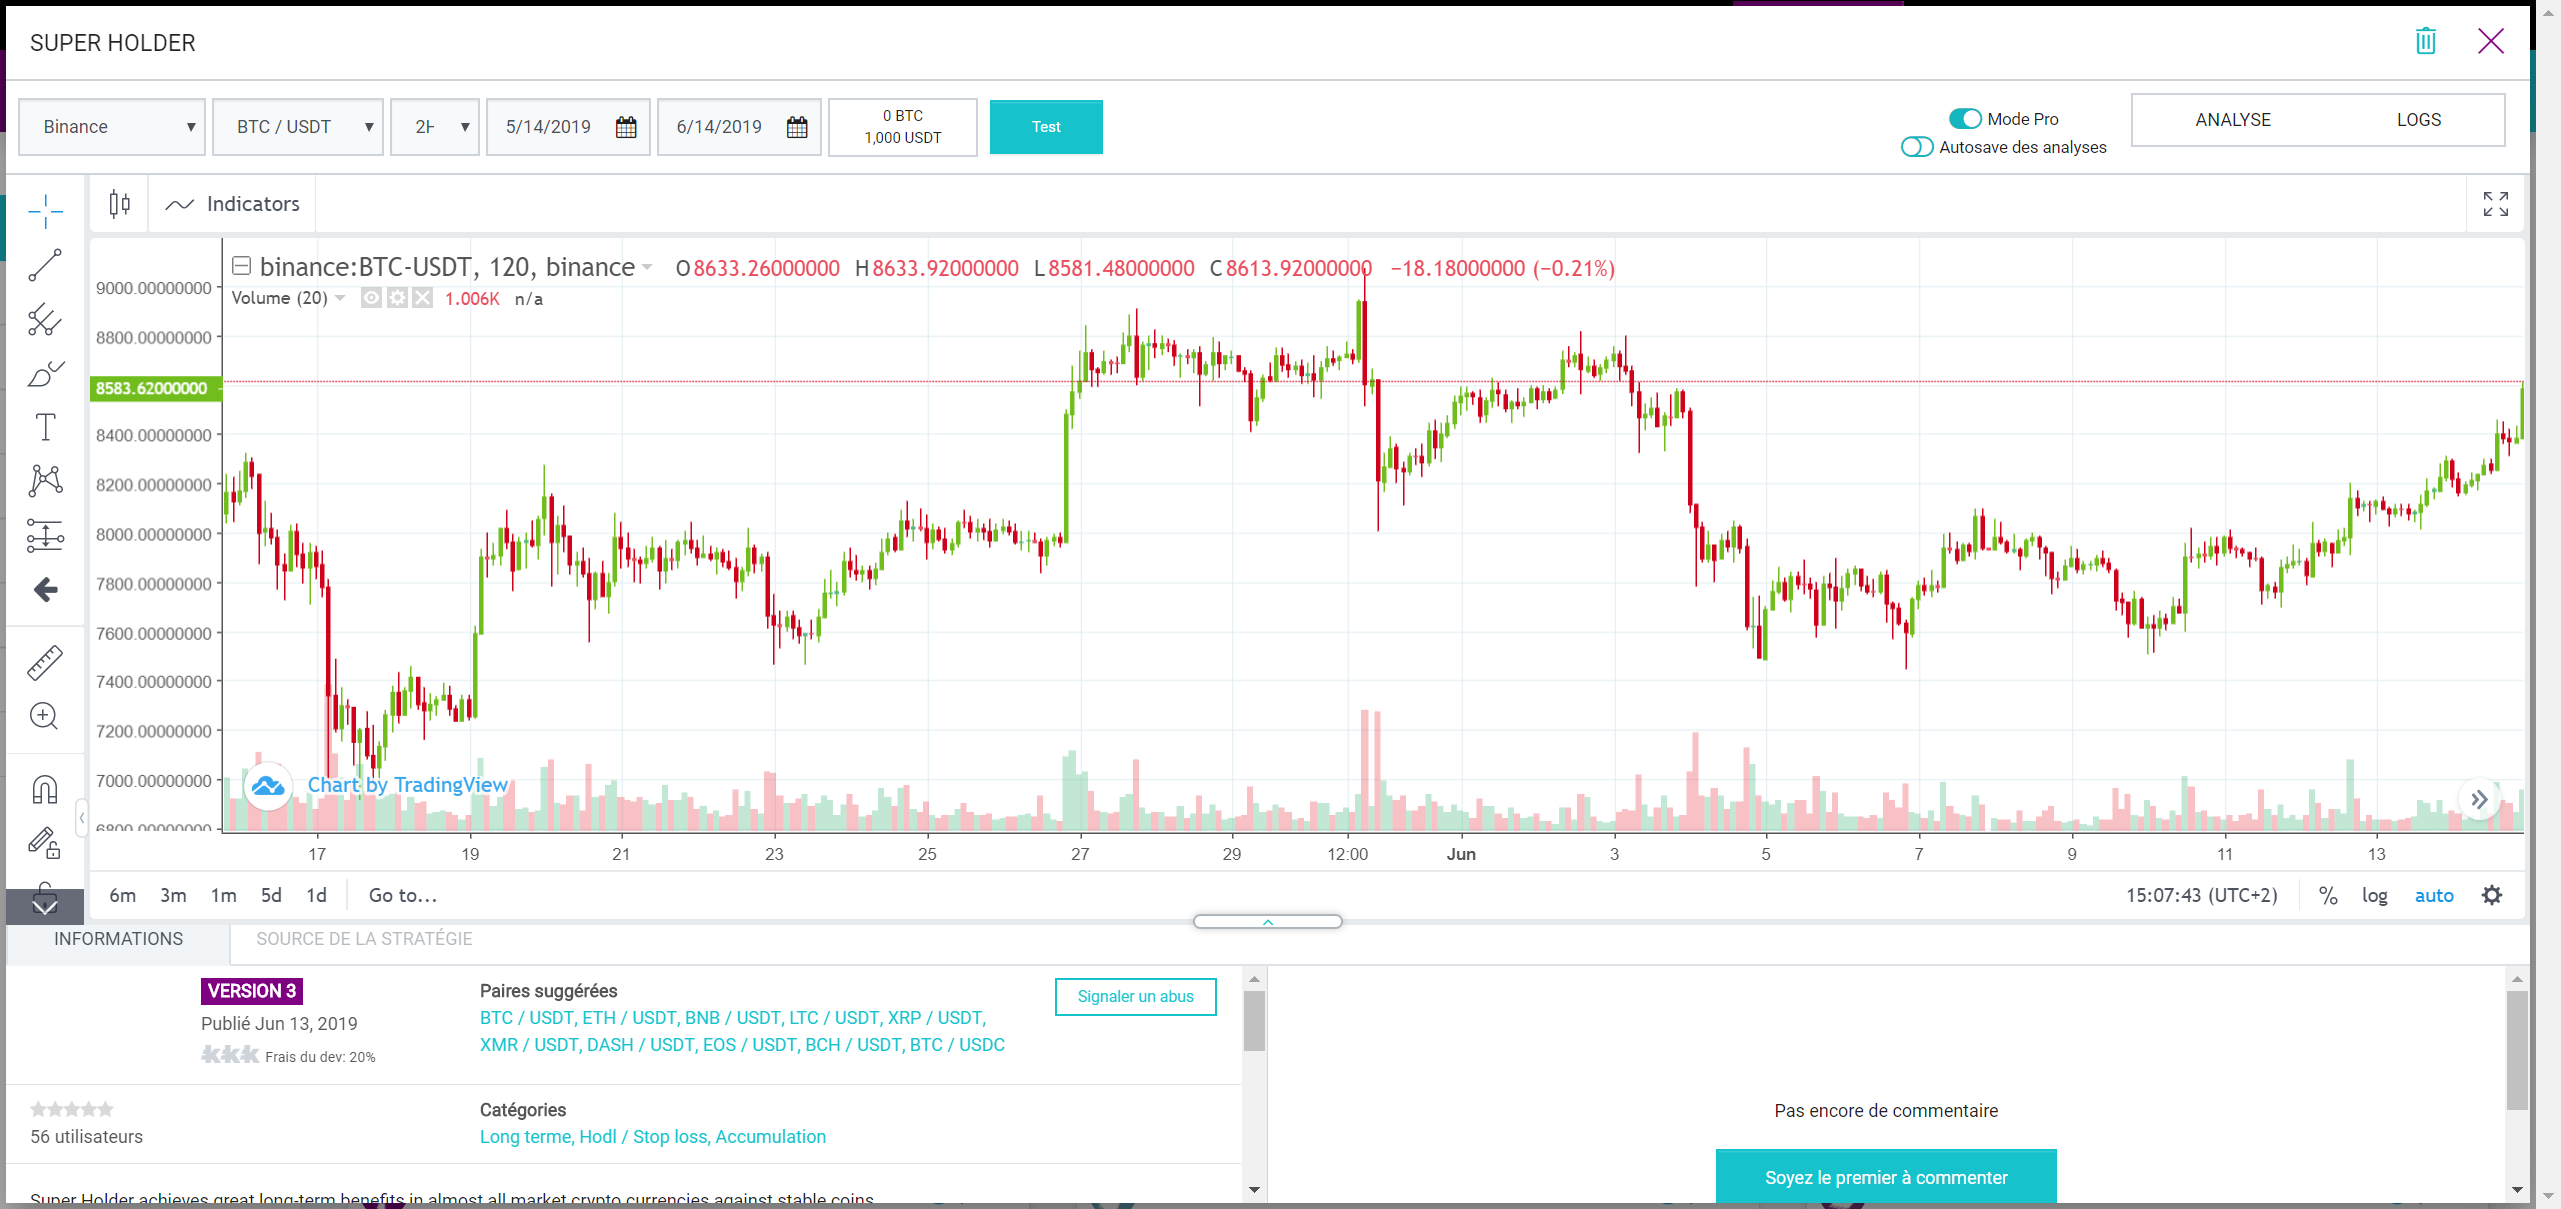 SUPER HOLDER
Binance
BTC / USDT
2H
5/14/2019
6/14/2019
0 BTC
1,000 USDT
Test
Mode Pro
Autosave des analyses
ANALYSE
LOGS
Indicators
binance:BTC-USDT, 120, binance O8633.26000000 H8633.92000000 L8581.48000000 C8613.92000000 −18.18000000 (−0.21%)
Volume (20) 1.006K n/a
9000.00000000
8800.00000000
8583.62000000
8400.00000000
8200.00000000
8000.00000000
7800.00000000
7600.00000000
7400.00000000
7200.00000000
7000.00000000
6800.00000000
Chart by TradingView
17 19 21 23 25 27 29 12:00 Jun 3 5 7 9 11 13
6m 3m 1m 5d 1d Go to...
15:07:43 (UTC+2) % log auto
INFORMATIONS
SOURCE DE LA STRATÉGIE
VERSION 3
Publié Jun 13, 2019
Frais du dev: 20%
Paires suggérées
BTC / USDT, ETH / USDT, BNB / USDT, LTC / USDT, XRP / USDT,
XMR / USDT, DASH / USDT, EOS / USDT, BCH / USDT, BTC / USDC
Signaler un abus
56 utilisateurs
Catégories
Long terme, Hodl / Stop loss, Accumulation
Super Holder achieves great long-term benefits in almost all market crypto currencies against stable coins
Pas encore de commentaire
Soyez le premier à commenter